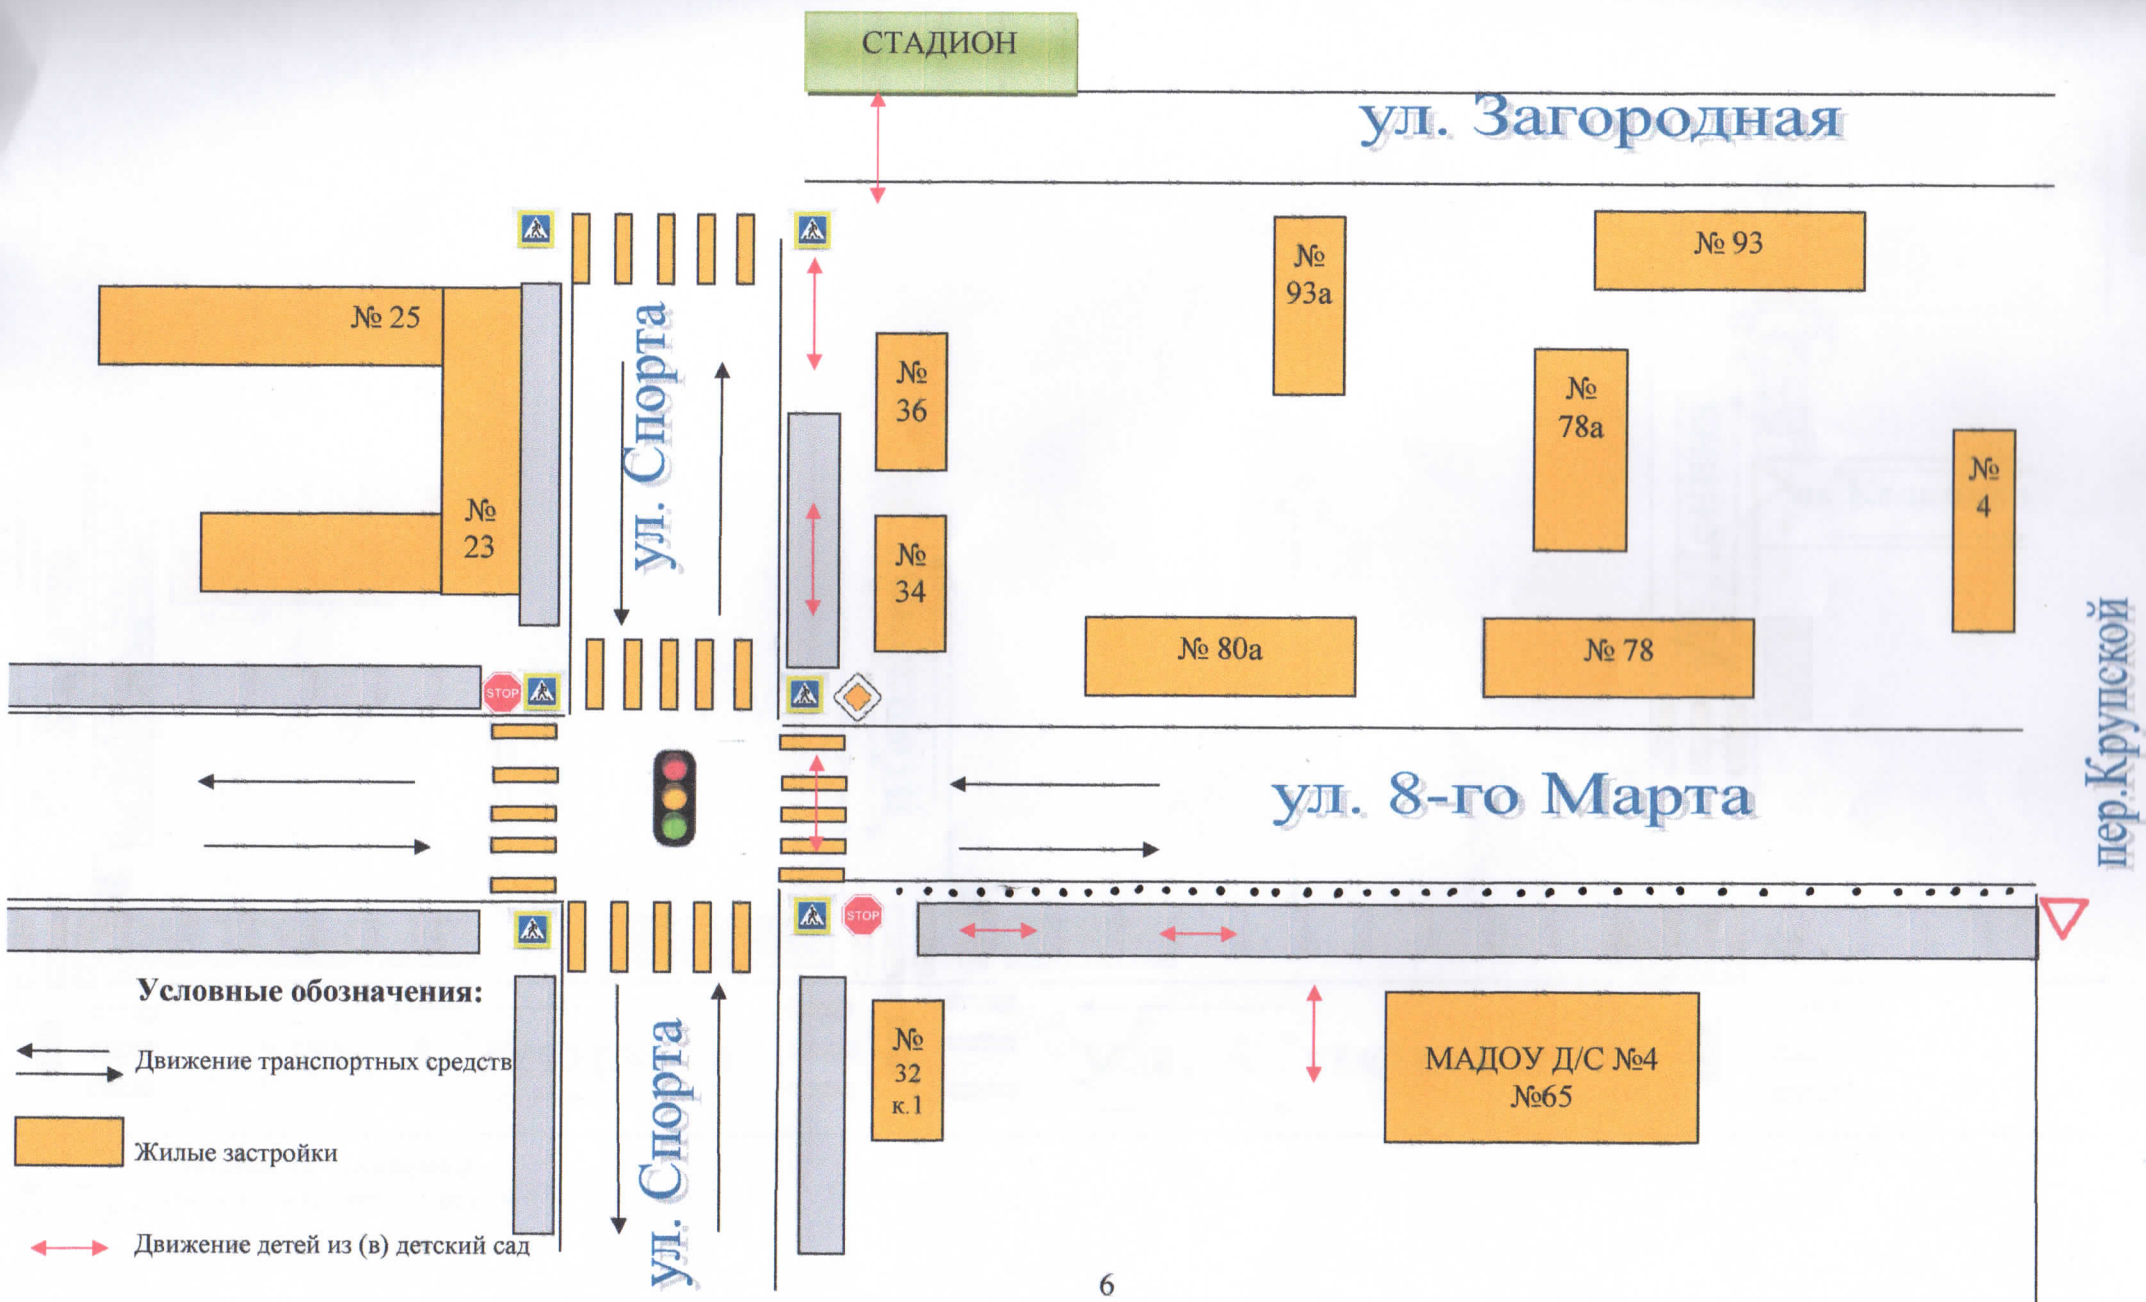 СТАДИОН
ул. Загородная
№ 93
№
93а
№ 25
ул. Спорта
№
36
№
78а
№
4
№
23
№
34
№ 80а
№ 78
пер.Крупской
STOP
ул. 8-го Марта
STOP
Условные обозначения:
Движение транспортных средств
№
32
к.1
МАДОУ Д/С №4
№65
ул. Спорта
Жилые застройки
Движение детей из (в) детский сад
6